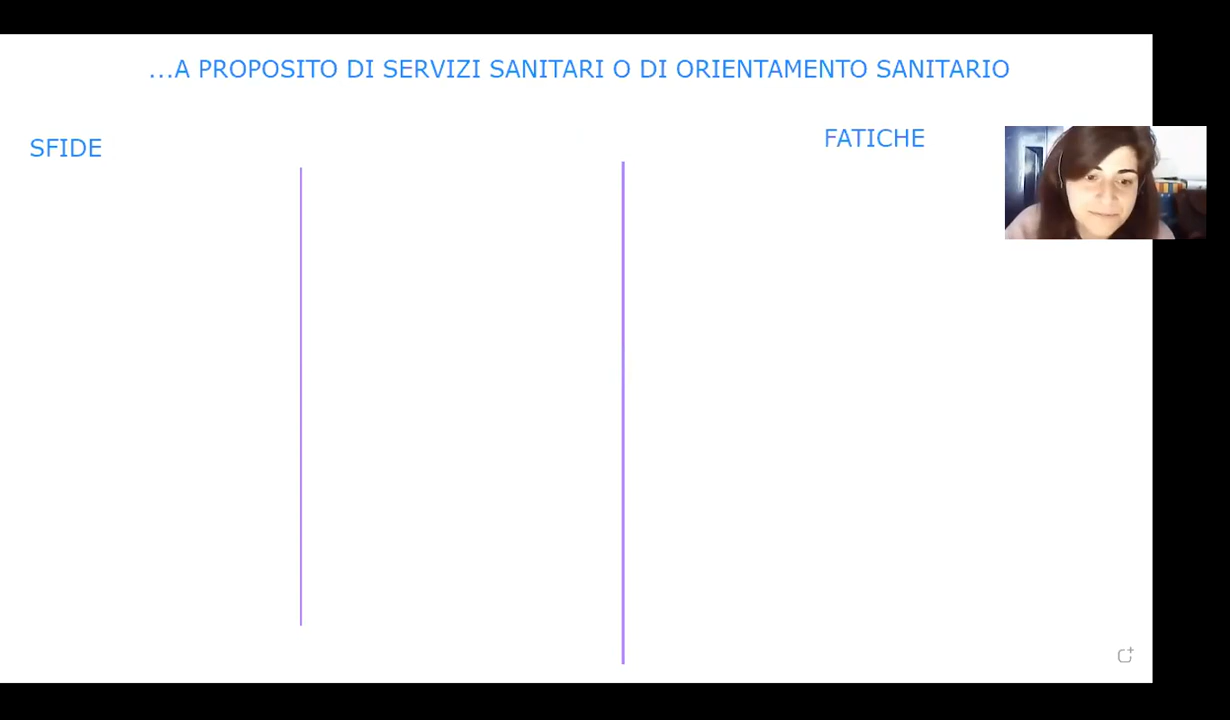 ...A PROPOSITO DI SERVIZI SANITARI O DI ORIENTAMENTO SANITARIO
SFIDE
FATICHE